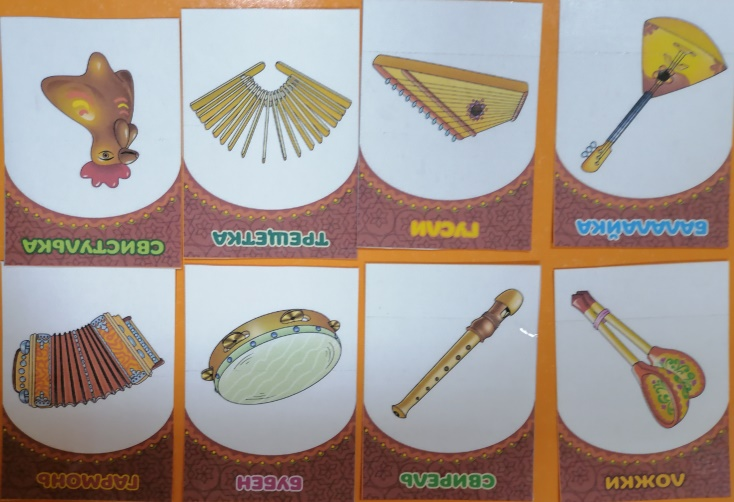 СВИСТУЛЬКА
ТРЕЩЕТКА
ГУСЛИ
БАЛАЛАЙКА
ГАРМОНЬ
БУБЕН
СВИРЕЛЬ
ЛОЖКИ